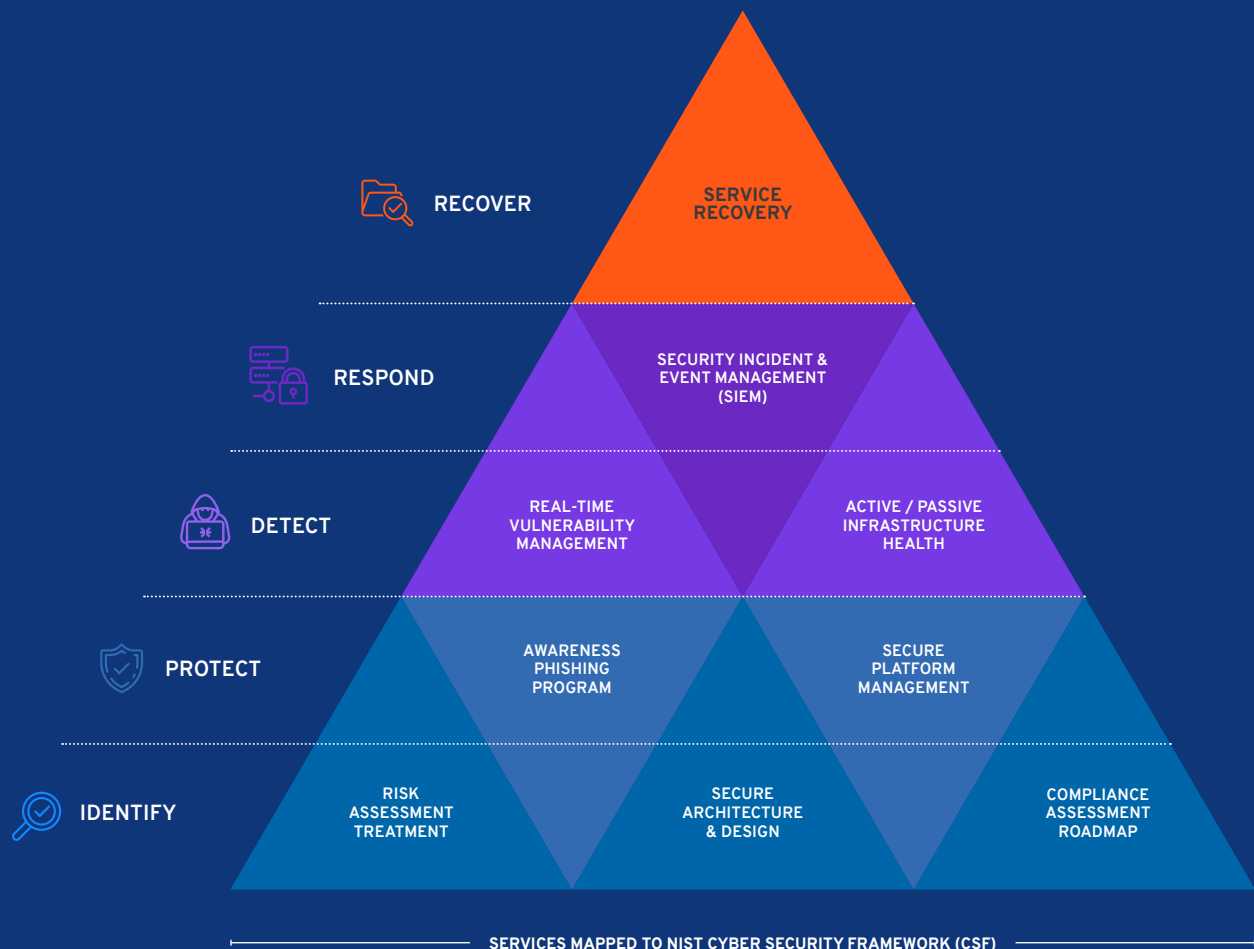 RECOVER
SERVICE
RECOVERY
RESPOND
SECURITY INCIDENT &
EVENT MANAGEMENT
(SIEM)
DETECT
REAL-TIME
VULNERABILITY
MANAGEMENT
ACTIVE / PASSIVE
INFRASTRUCTURE
HEALTH
PROTECT
AWARENESS
PHISHING
PROGRAM
SECURE
PLATFORM
MANAGEMENT
IDENTIFY
RISK
ASSESSMENT
TREATMENT
SECURE
ARCHITECTURE
& DESIGN
COMPLIANCE
ASSESSMENT
ROADMAP
SERVICES MAPPED TO NIST CYBER SECURITY FRAMEWORK (CSF)